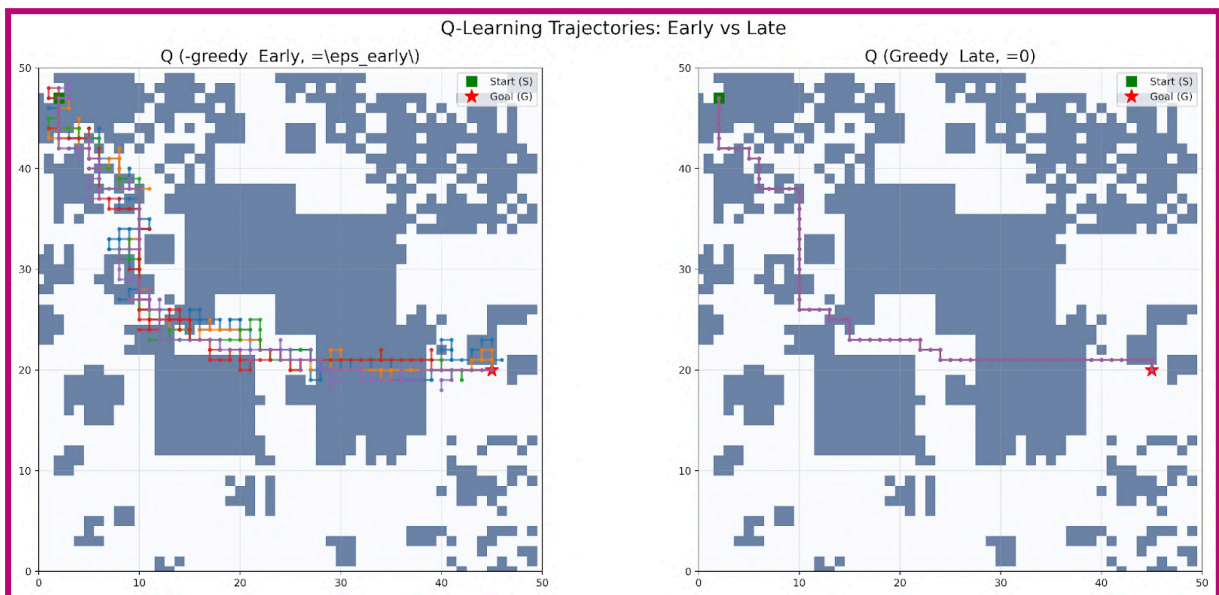 Q-Learning Trajectories: Early vs Late
Q (-greedy Early, =\eps_early\)
Start (S)
Goal (G)
50
40
30
20
10
0
0 10 20 30 40 50
Q (Greedy Late, =0)
Start (S)
Goal (G)
50
40
30
20
10
0
0 10 20 30 40 50